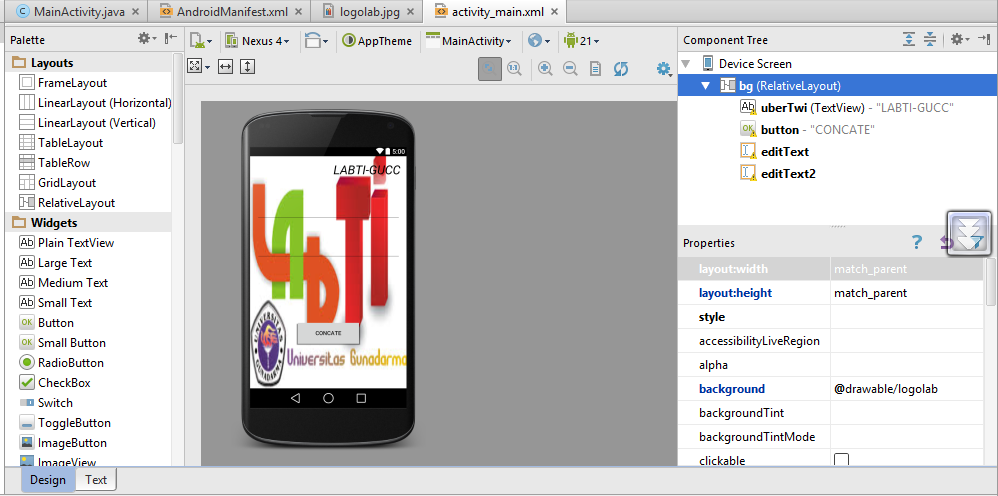 MainActivity.java
AndroidManifest.xml
logolab.jpg
activity_main.xml
Palette
Nexus 4
AppTheme
MainActivity
21
Component Tree
Layouts
FrameLayout
LinearLayout (Horizontal)
LinearLayout (Vertical)
TableLayout
TableRow
GridLayout
RelativeLayout
Widgets
Plain TextView
Large Text
Medium Text
Small Text
Button
Small Button
RadioButton
CheckBox
Switch
ToggleButton
ImageButton
ImageView
5:00
LABTI-GUCC
LAbTi
CONCATE
UNIVERSITAS
Universitas Gunadarma
Device Screen
bg (RelativeLayout)
uberTwi (TextView) - "LABTI-GUCC"
button - "CONCATE"
editText
editText2
Properties
layout:width match_parent
layout:height match_parent
style
accessibilityLiveRegion
alpha
background @drawable/logolab
backgroundTint
backgroundTintMode
clickable
Design
Text